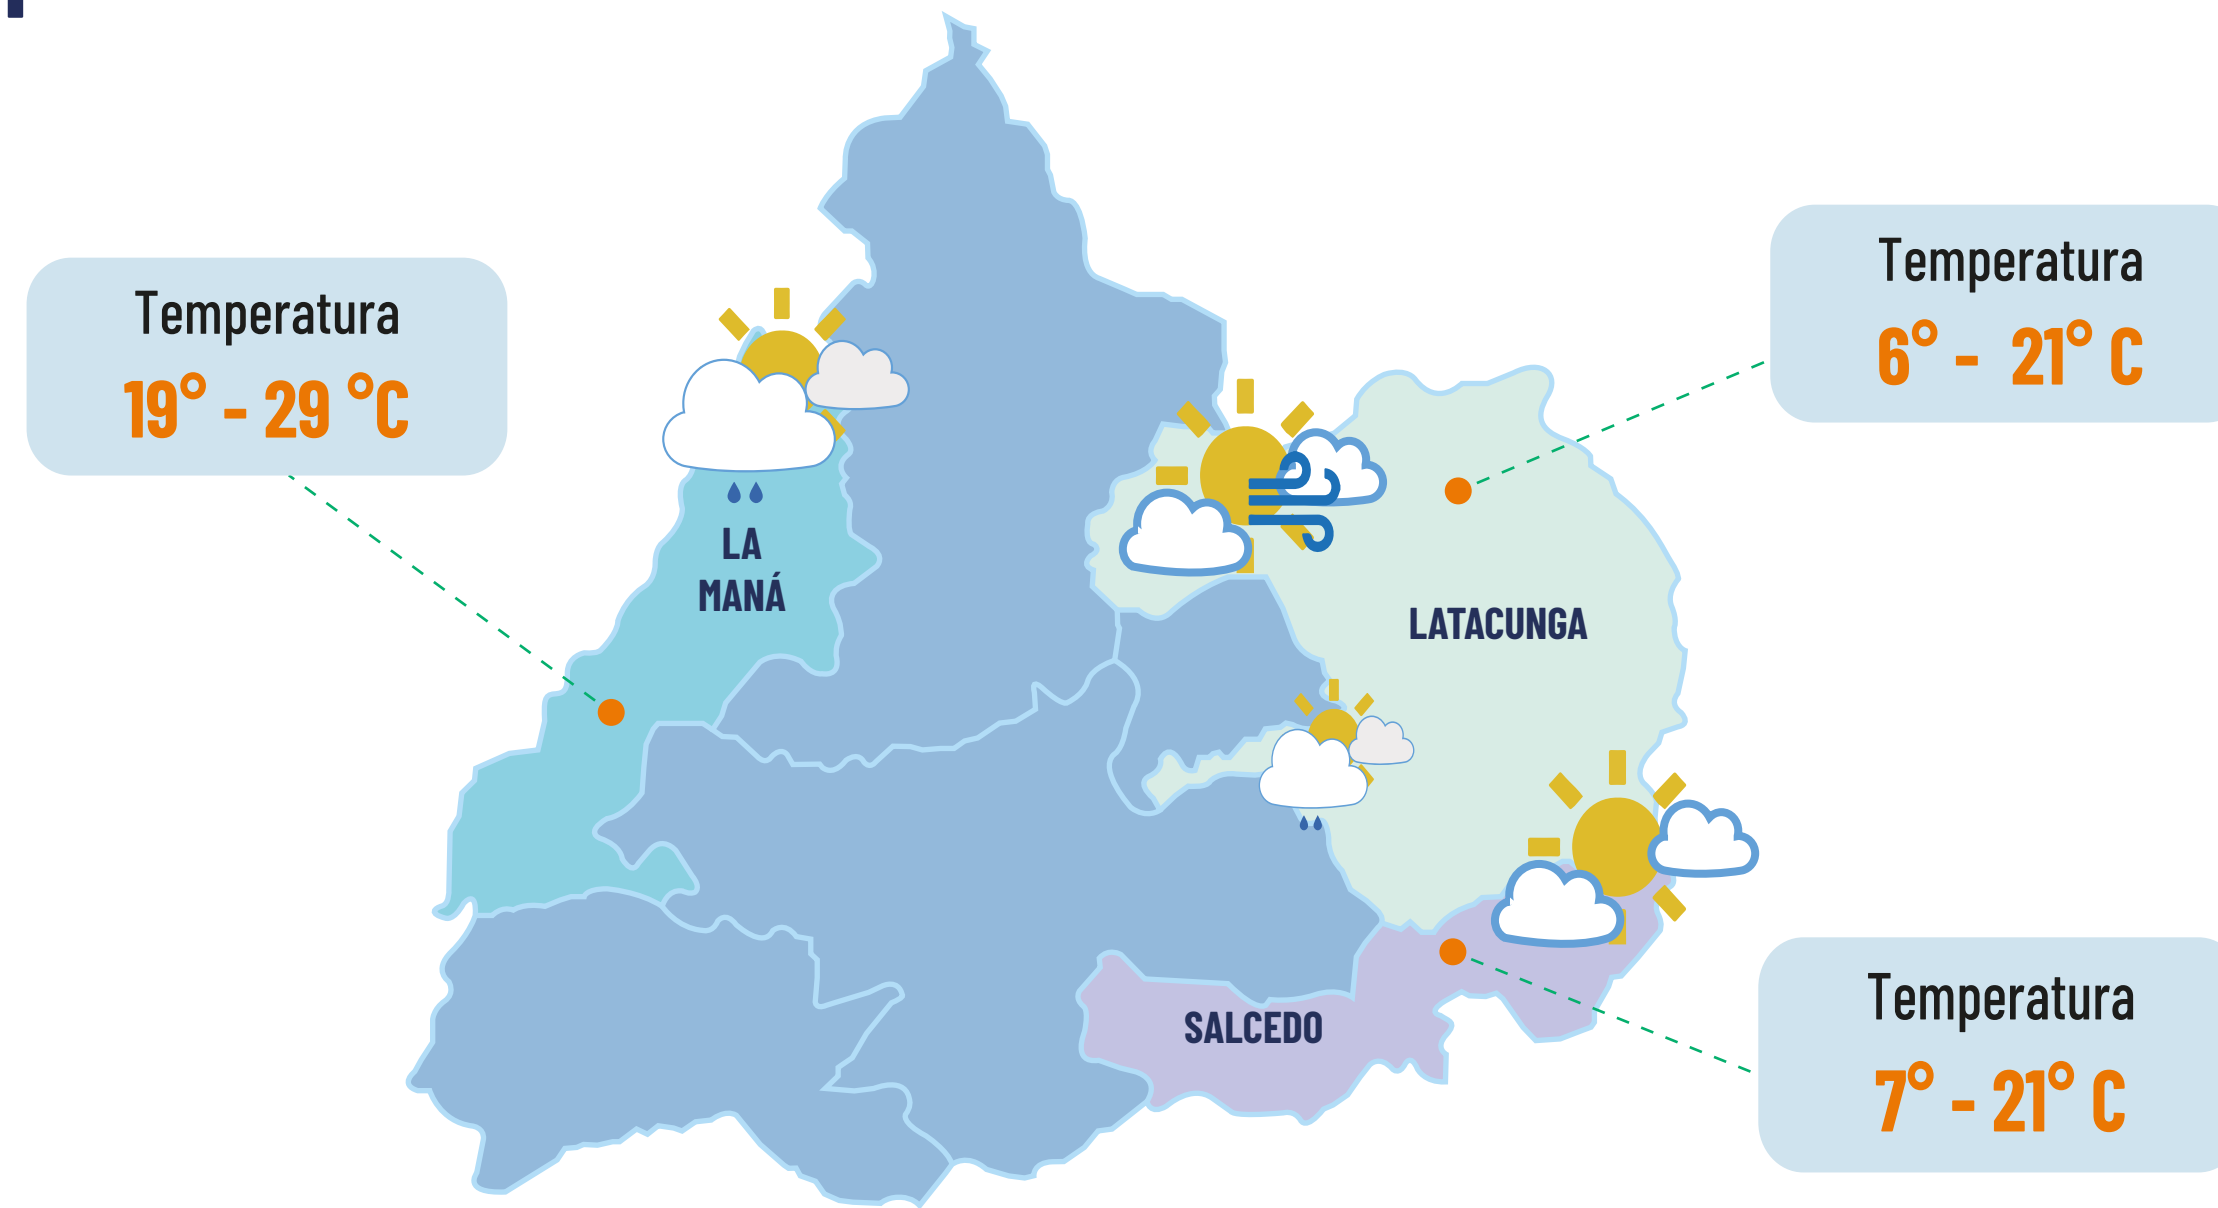 Temperatura
19° - 29 °C
Temperatura
6° - 21° C
LA
MANÁ
LATACUNGA
SALCEDO
Temperatura
7° - 21° C